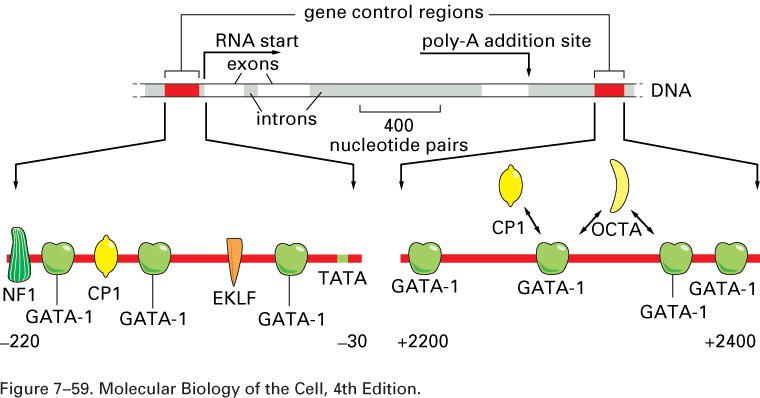 gene control regions
RNA start
poly-A addition site
exons
DNA
introns
400
nucleotide pairs
CP1
OCTA
NF1
GATA-1
CP1
GATA-1
EKLF
GATA-1
TATA
GATA-1
GATA-1
GATA-1
GATA-1
–220
–30
+2200
+2400
Figure 7–59. Molecular Biology of the Cell, 4th Edition.